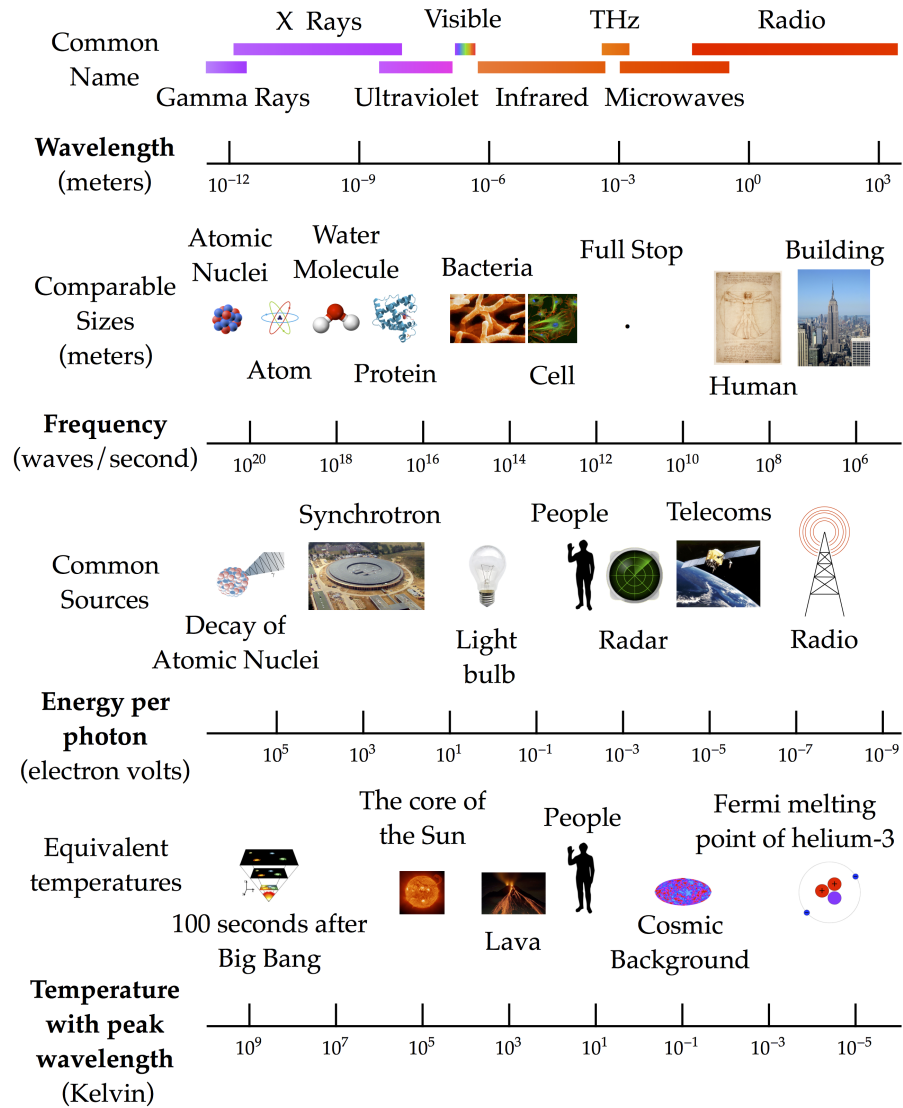 X Rays
Visible
THz
Radio
Common
Name
Gamma Rays
Ultraviolet
Infrared
Microwaves
Wavelength
(meters)
10⁻¹²
10⁻⁹
10⁻⁶
10⁻³
10⁰
10³
Atomic
Nuclei
Water
Molecule
Bacteria
Full Stop
Building
Comparable
Sizes
(meters)
Atom
Protein
Cell
Human
Frequency
(waves/second)
10²⁰
10¹⁸
10¹⁶
10¹⁴
10¹²
10¹⁰
10⁸
10⁶
Synchrotron
People
Telecoms
Common
Sources
Decay of
Atomic Nuclei
Light
bulb
Radar
Radio
Energy per
photon
(electron volts)
10⁵
10³
10¹
10⁻¹
10⁻³
10⁻⁵
10⁻⁷
10⁻⁹
The core of
the Sun
People
Fermi melting
point of helium-3
Equivalent
temperatures
100 seconds after
Big Bang
Lava
Cosmic
Background
Temperature
with peak
wavelength
(Kelvin)
10⁹
10⁷
10⁵
10³
10¹
10⁻¹
10⁻³
10⁻⁵